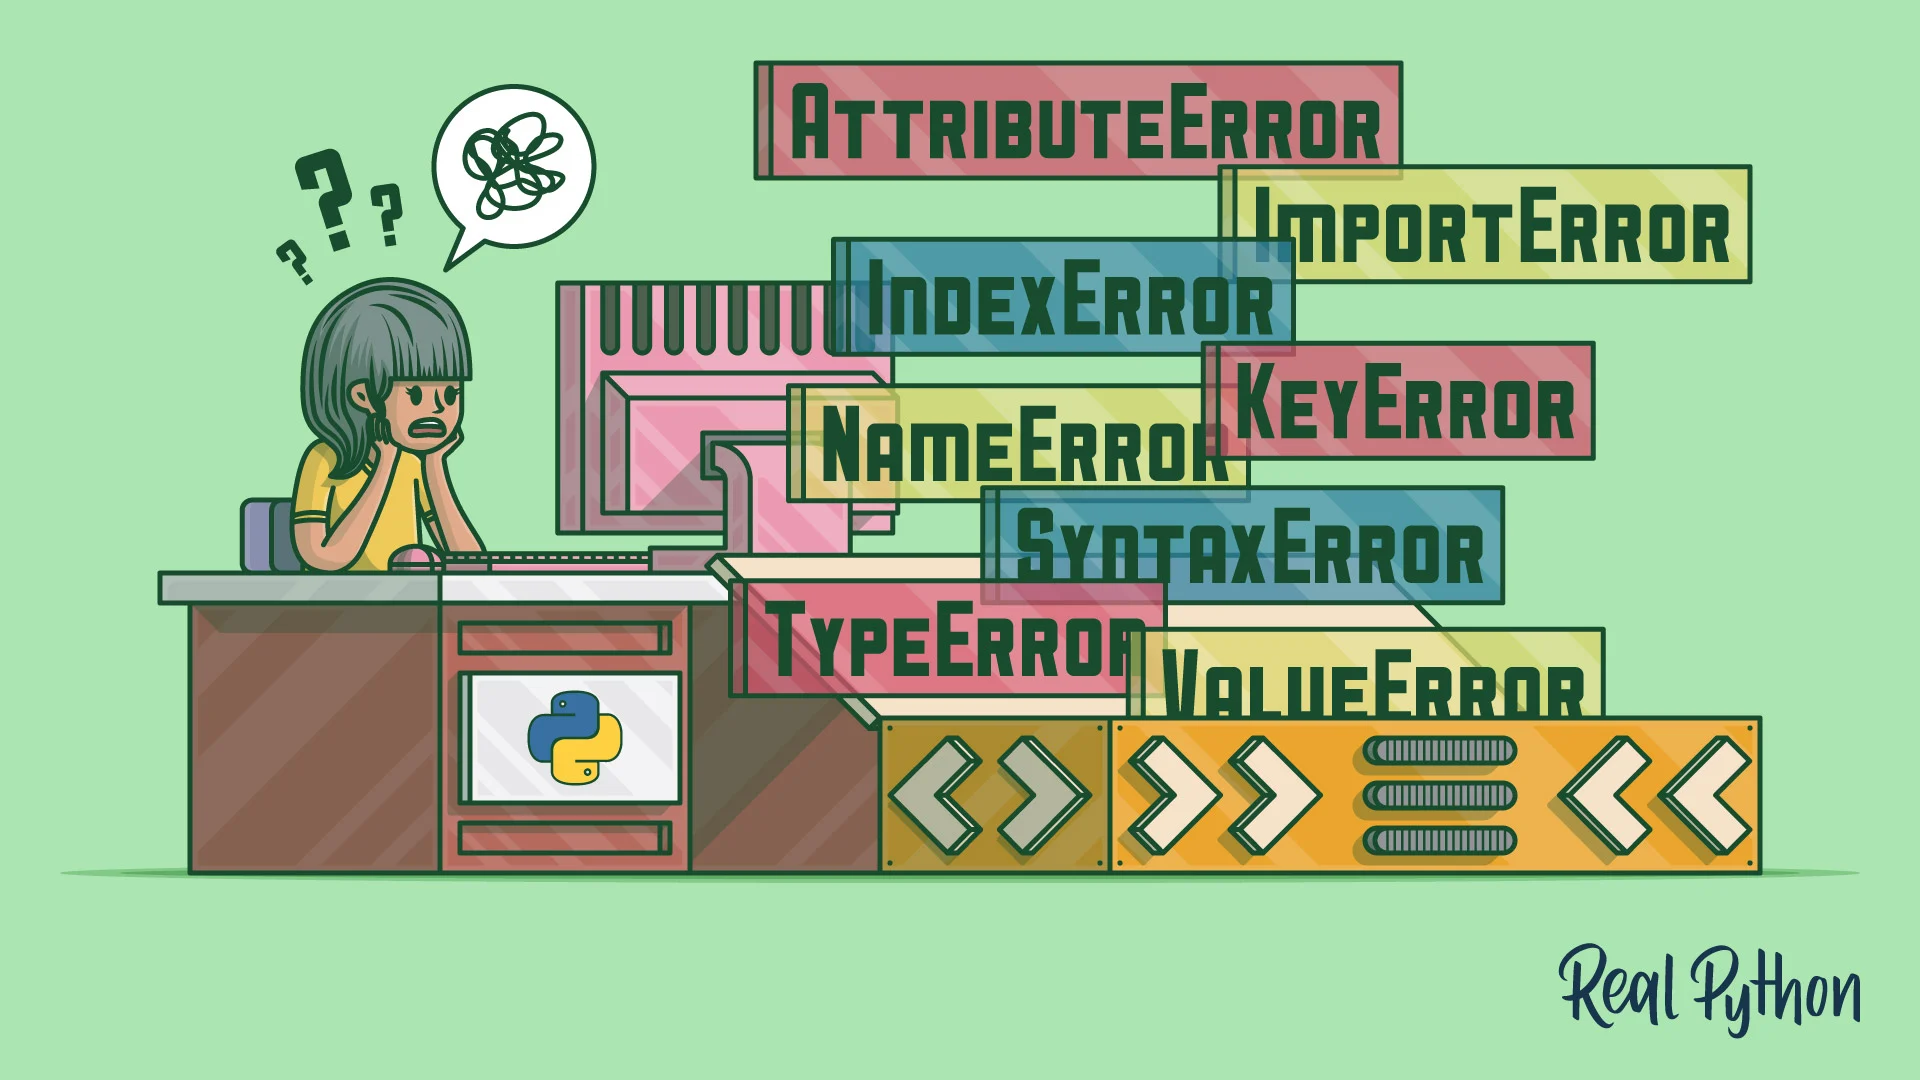 ? ? ?
AttributeError
ImportError
IndexError
KeyError
NameError
SyntaxError
TypeError
ValueError
Real Python